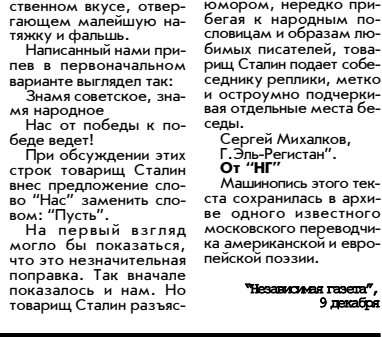 ственном вкусе, отвер-
гающем малейшую на-
тяжку и фальшь.
Написанный нами при-
пев в первоначальном
варианте выглядел так:
Знамя советское, зна-
мя народное
Нас от победы к по-
беде ведет!
При обсуждении этих
строк товарищ Сталин
внес предложение сло-
во "Нас" заменить сло-
вом: "Пусть".
На первый взгляд
могло бы показаться,
что это незначительная
поправка. Так вначале
показалось и нам. Но
товарищ Сталин разъяс-
юмором, нередко при-
бегая к народным по-
словицам и образам лю-
бимых писателей, това-
рищ Сталин подает собе-
седнику реплики, метко
и остроумно подчерки-
вая отдельные места бе-
седы.
Сергей Михалков,
Г.Эль-Регистан".
От "НГ"
Машинопись этого тек-
ста сохранилась в архи-
ве одного известного
московского переводчи-
ка американской и евро-
пейской поэзии.
"Независимая газета",
9 декабря